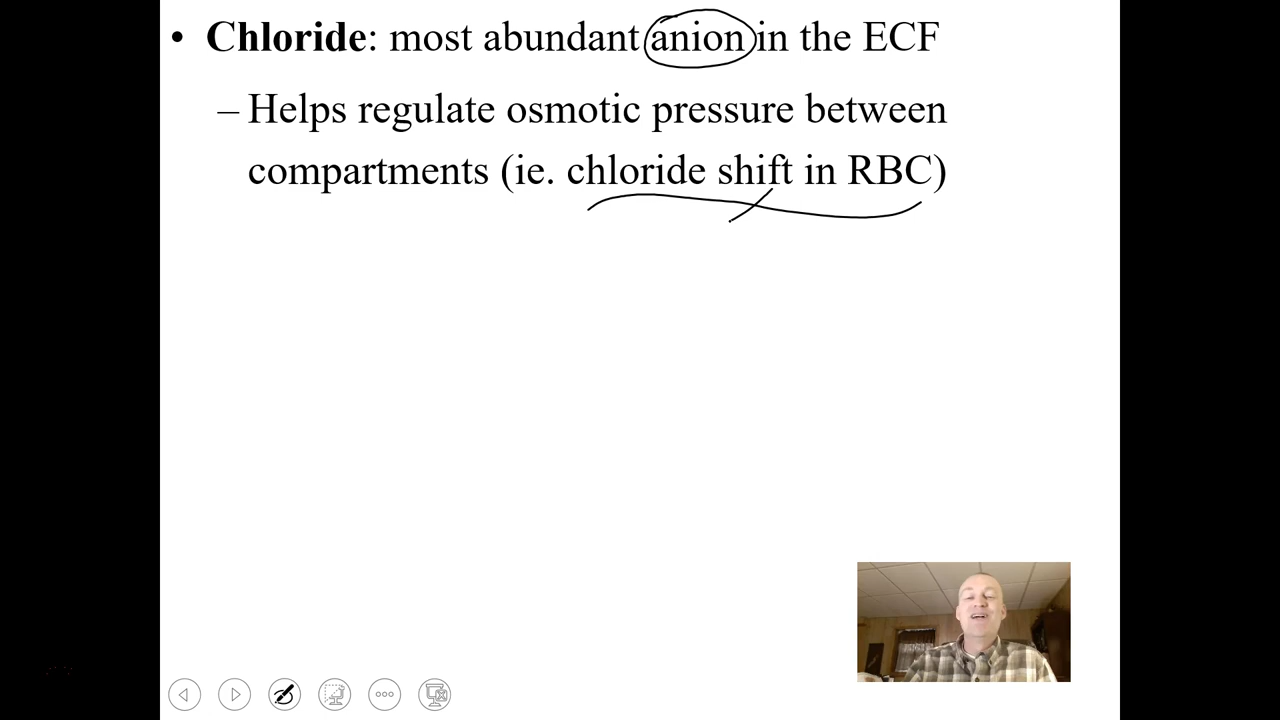 • Chloride: most abundant anion in the ECF
– Helps regulate osmotic pressure between
compartments (ie. chloride shift in RBC)